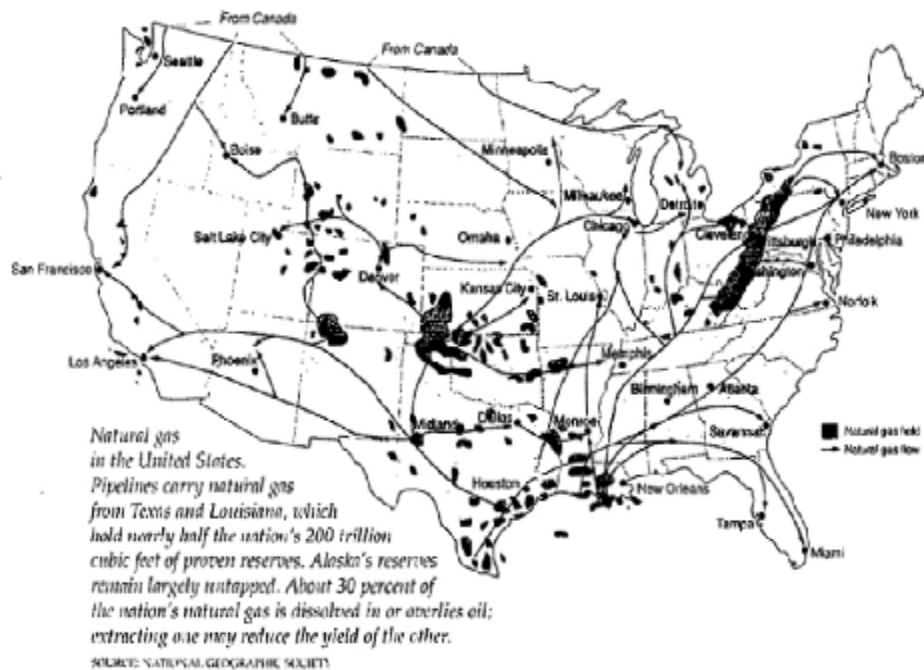 From Canada
From Canada
Seattle
Portland
Butte
Boise
Minneapolis
Milwaukee
Detroit
Boston
New York
Chicago
Cleveland
Pittsburgh
Philadelphia
Salt Lake City
Omaha
Washington
San Francisco
Denver
Kansas City
St. Louis
Norfolk
Los Angeles
Phoenix
Memphis
Birmingham
Atlanta
Midland
Dallas
Monroe
Savannah
Natural gas field
Natural gas flow
Houston
New Orleans
Tampa
Miami
Natural gas
in the United States.
Pipelines carry natural gas
from Texas and Louisiana, which
hold nearly half the nation's 200 trillion
cubic feet of proven reserves. Alaska's reserves
remain largely untapped. About 30 percent of
the nation's natural gas is dissolved in or overlies oil;
extracting one may reduce the yield of the other.
SOURCE: NATIONAL GEOGRAPHIC SOCIETY